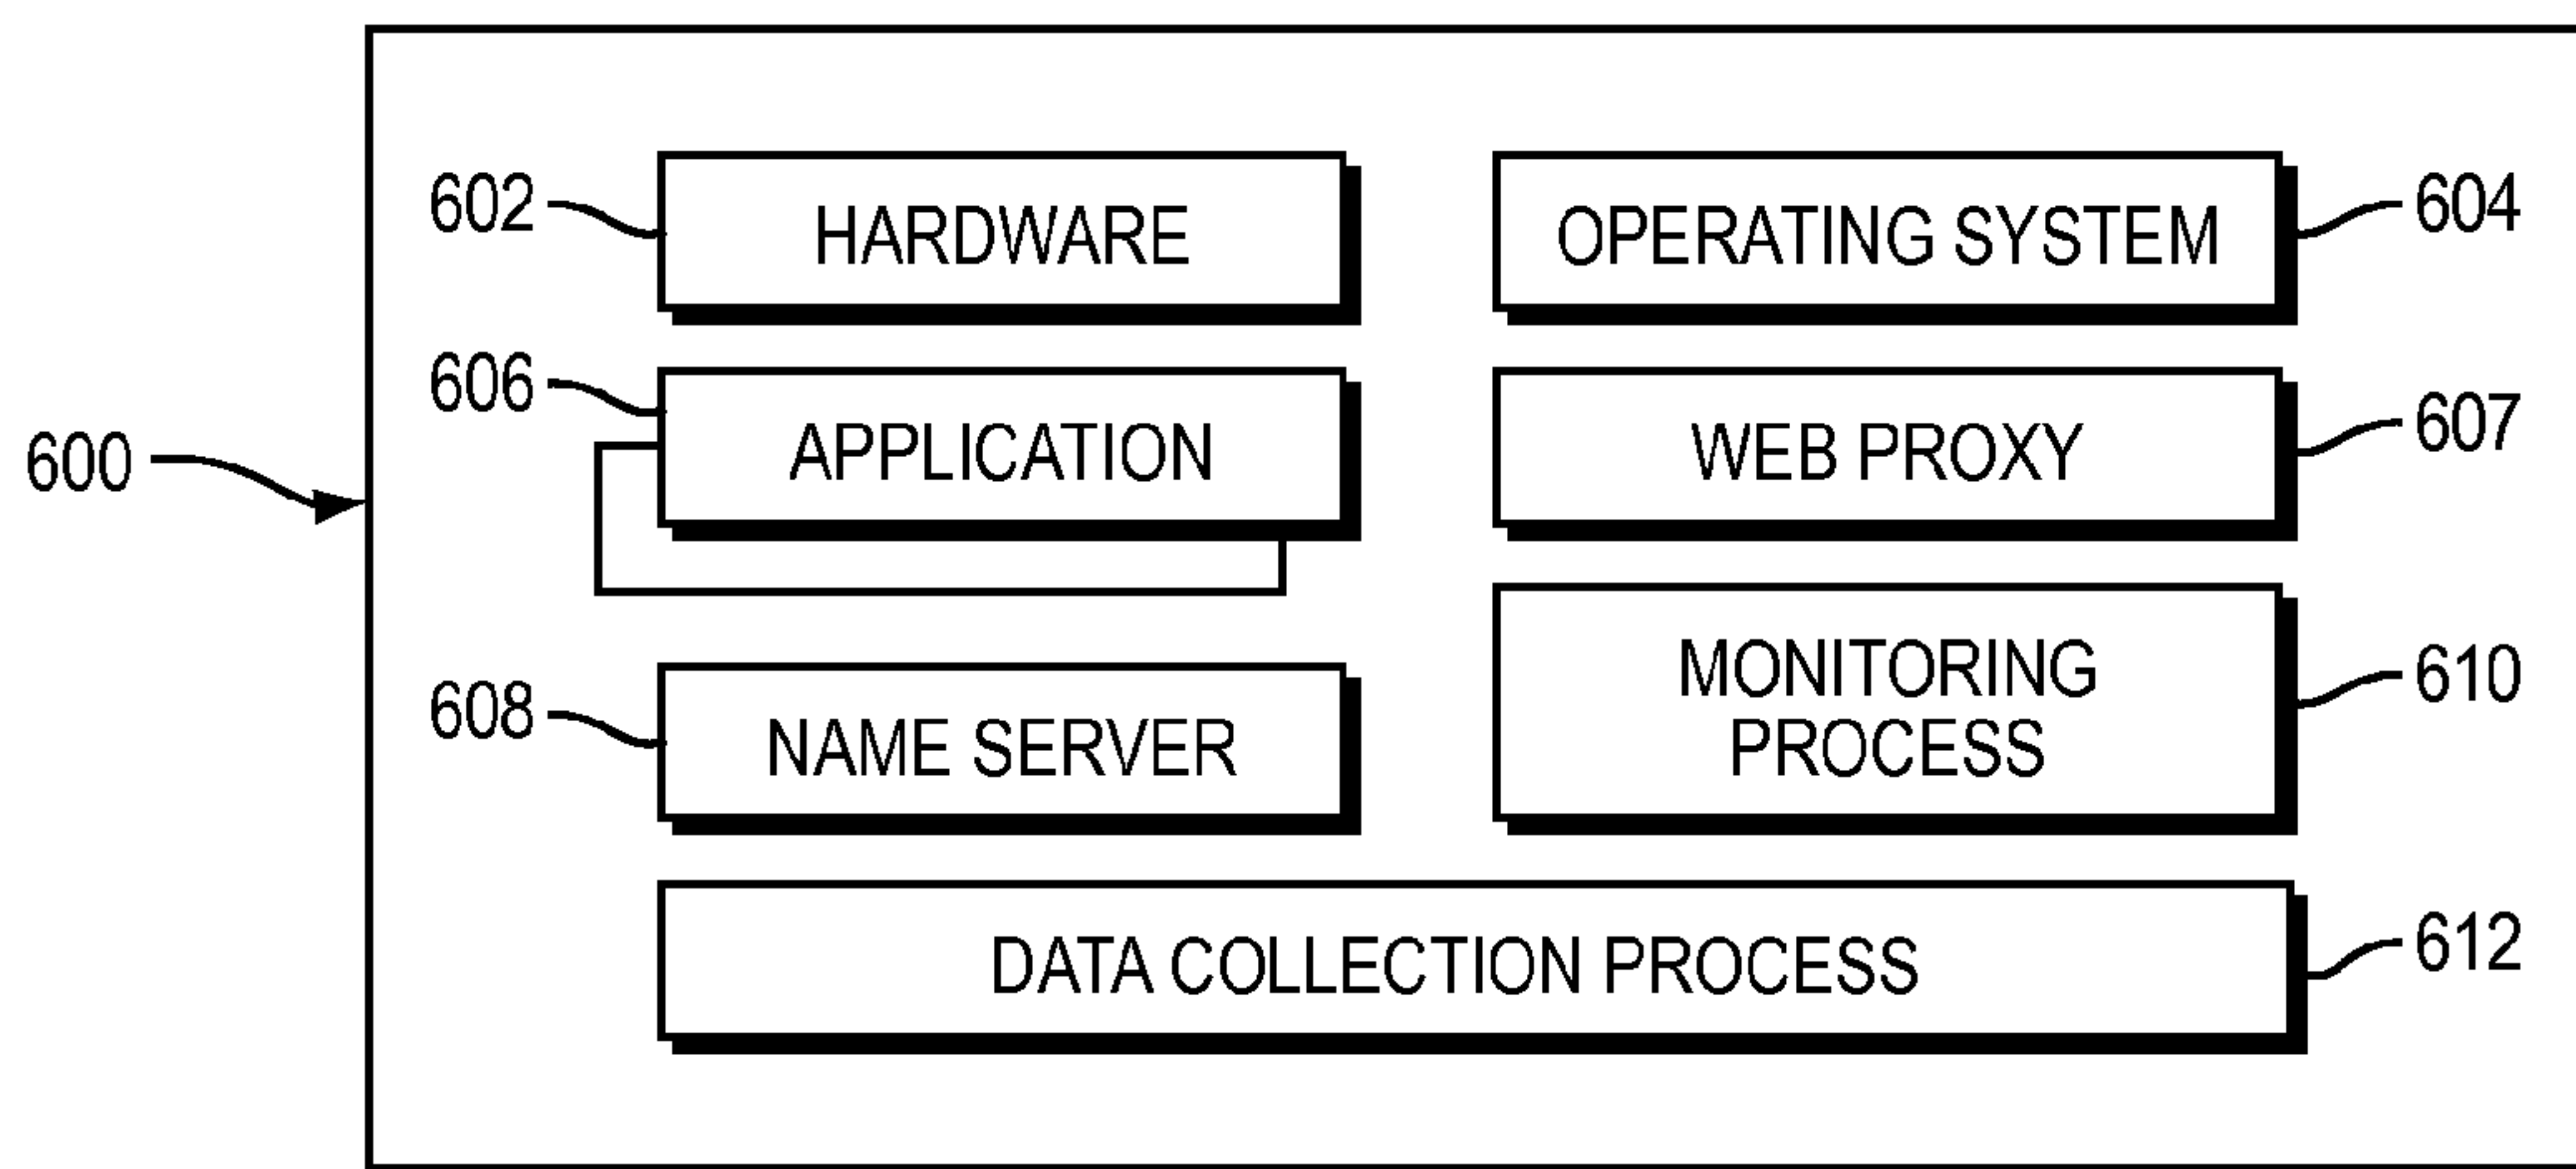 602
HARDWARE
OPERATING SYSTEM
604
606
APPLICATION
WEB PROXY
607
600
608
NAME SERVER
MONITORING
PROCESS
610
DATA COLLECTION PROCESS
612